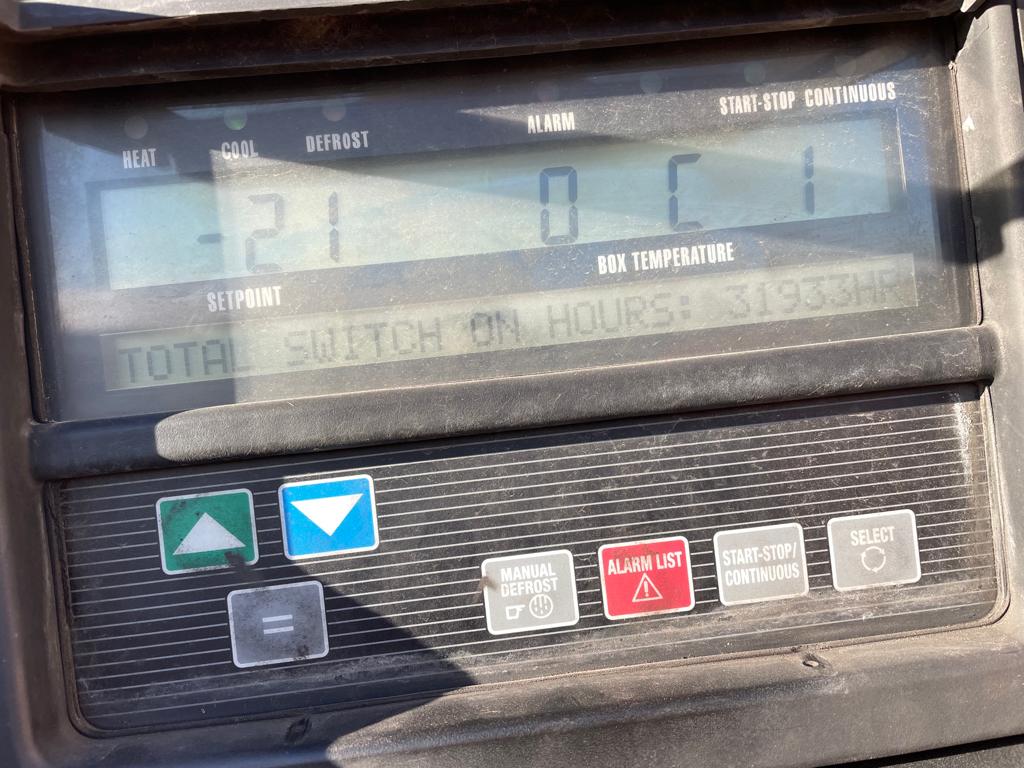 HEAT COOL DEFROST ALARM START-STOP CONTINUOUS
-21 0 C 1
SETPOINT BOX TEMPERATURE
TOTAL SWITCH ON HOURS: 31933HR
MANUAL
DEFROST
ALARM LIST
START-STOP/
CONTINUOUS
SELECT
=